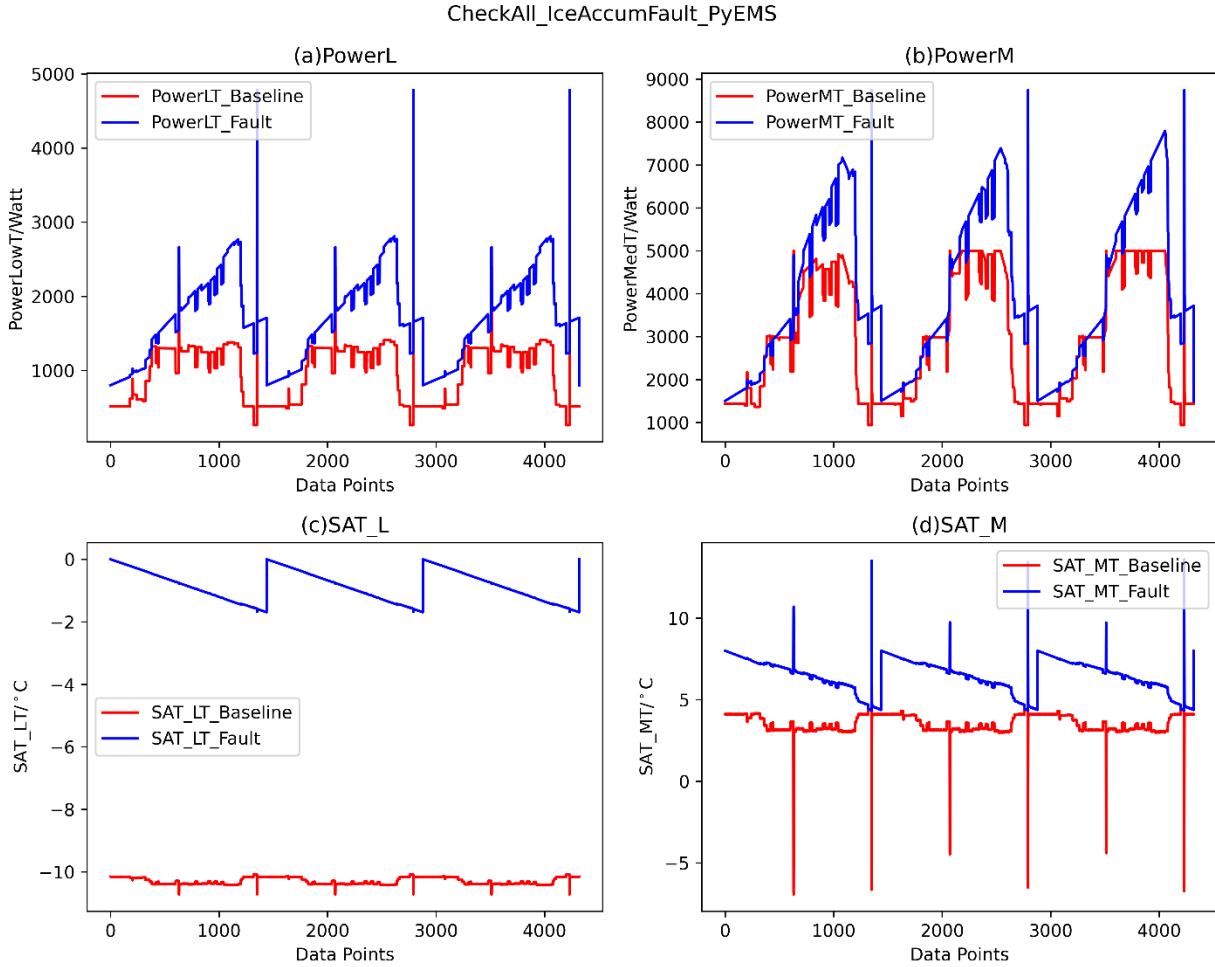 CheckAll_IceAccumFault_PyEMS
(a)PowerL
5000
4000
3000
2000
1000
PowerLowT/Watt
PowerLT_Baseline
PowerLT_Fault
0
1000
2000
3000
4000
Data Points
(b)PowerM
9000
8000
7000
6000
5000
4000
3000
2000
1000
PowerMedT/Watt
PowerMT_Baseline
PowerMT_Fault
0
1000
2000
3000
4000
Data Points
(c)SAT_L
0
−2
−4
−6
−8
−10
SAT_LT/°C
SAT_LT_Baseline
SAT_LT_Fault
0
1000
2000
3000
4000
Data Points
(d)SAT_M
10
5
0
−5
SAT_MT/°C
SAT_MT_Baseline
SAT_MT_Fault
0
1000
2000
3000
4000
Data Points